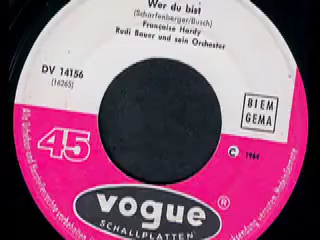 Wer du bist
(Scharfenberger/Busch)
Françoise Hardy
Rudi Bauer und sein Orchester
DV 14156
(14265)
BIEM
GEMA
45
C 1964
vogue ®
SCHALLPLATTEN